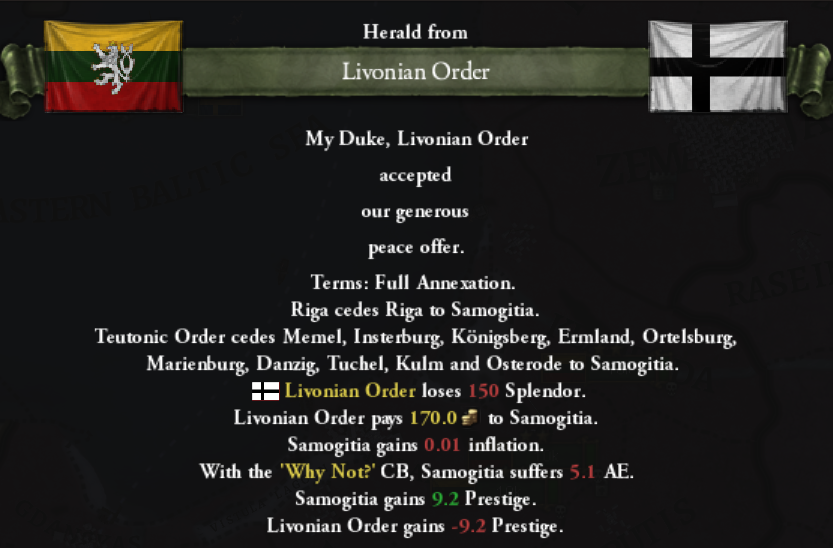 Herald from
Livonian Order
My Duke, Livonian Order
accepted
our generous
peace offer.
Terms: Full Annexation.
Riga cedes Riga to Samogitia.
Teutonic Order cedes Memel, Insterburg, Königsberg, Ermland, Ortelsburg,
Marienburg, Danzig, Tuchel, Kulm and Osterode to Samogitia.
Livonian Order loses 150 Splendor.
Livonian Order pays 170.0 to Samogitia.
Samogitia gains 0.01 inflation.
With the 'Why Not?' CB, Samogitia suffers 5.1 AE.
Samogitia gains 9.2 Prestige.
Livonian Order gains -9.2 Prestige.